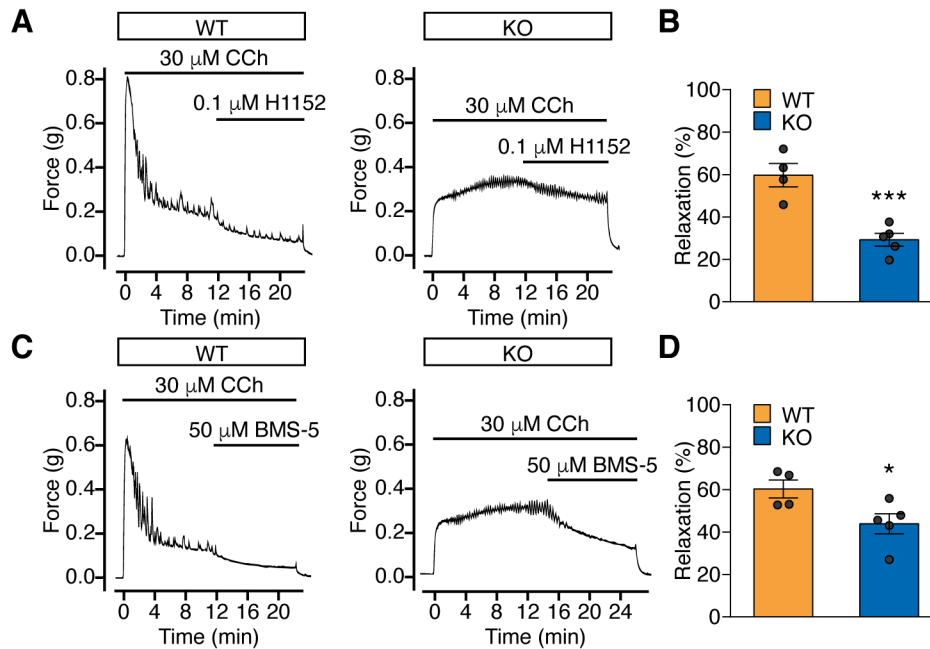 A
WT
30 μM CCh
0.1 μM H1152
Force (g)
0.8
0.6
0.4
0.2
0.0
0 4 8 12 16 20
Time (min)
KO
30 μM CCh
0.1 μM H1152
Force (g)
0.8
0.6
0.4
0.2
0.0
0 4 8 12 16 20
Time (min)
B
Relaxation (%)
100
80
60
40
20
0
WT
KO
***
C
WT
30 μM CCh
50 μM BMS-5
Force (g)
0.8
0.6
0.4
0.2
0.0
0 4 8 12 16 20
Time (min)
KO
30 μM CCh
50 μM BMS-5
Force (g)
0.8
0.6
0.4
0.2
0.0
0 4 8 12 16 20 24
Time (min)
D
Relaxation (%)
100
80
60
40
20
0
WT
KO
*